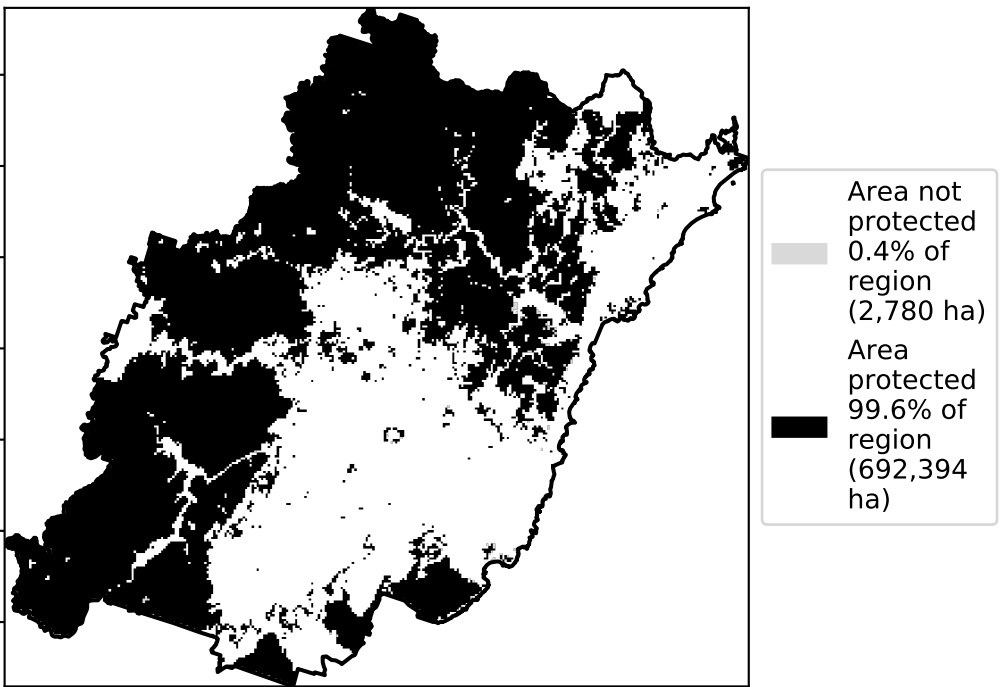 Area not
protected
0.4% of
region
(2,780 ha)
Area
protected
99.6% of
region
(692,394
ha)